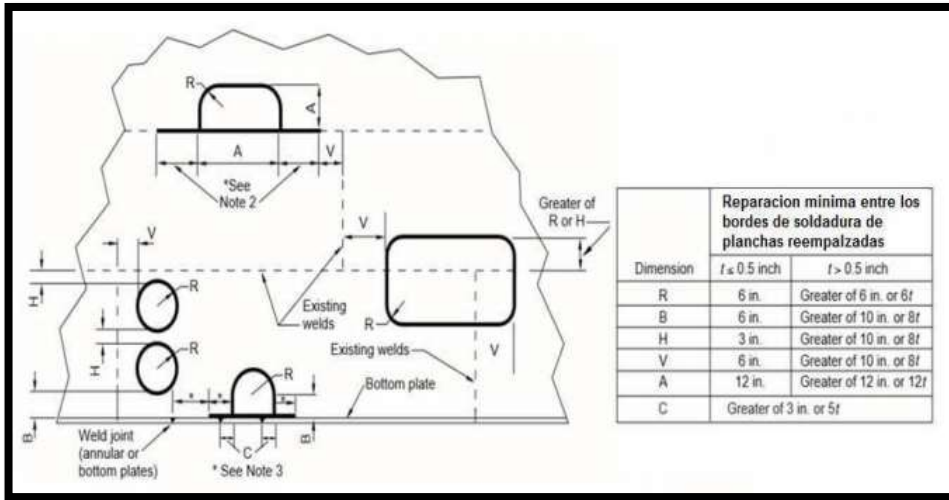 R
A
A
V
*See
Note 2
Greater of
R or H
V
V
H
R
Existing
welds
R
H
R
Existing welds
V
R
Bottom plate
*
*
*
B
B
Weld joint
(annular or
bottom plates)
C
* See Note 3
Reparacion minima entre los
bordes de soldadura de
planchas reempalzadas
Dimension t ≤ 0.5 inch t > 0.5 inch
R 6 in. Greater of 6 in. or 6t
B 6 in. Greater of 10 in. or 8t
H 3 in. Greater of 10 in. or 8t
V 6 in. Greater of 10 in. or 8t
A 12 in. Greater of 12 in. or 12t
C Greater of 3 in. or 5t